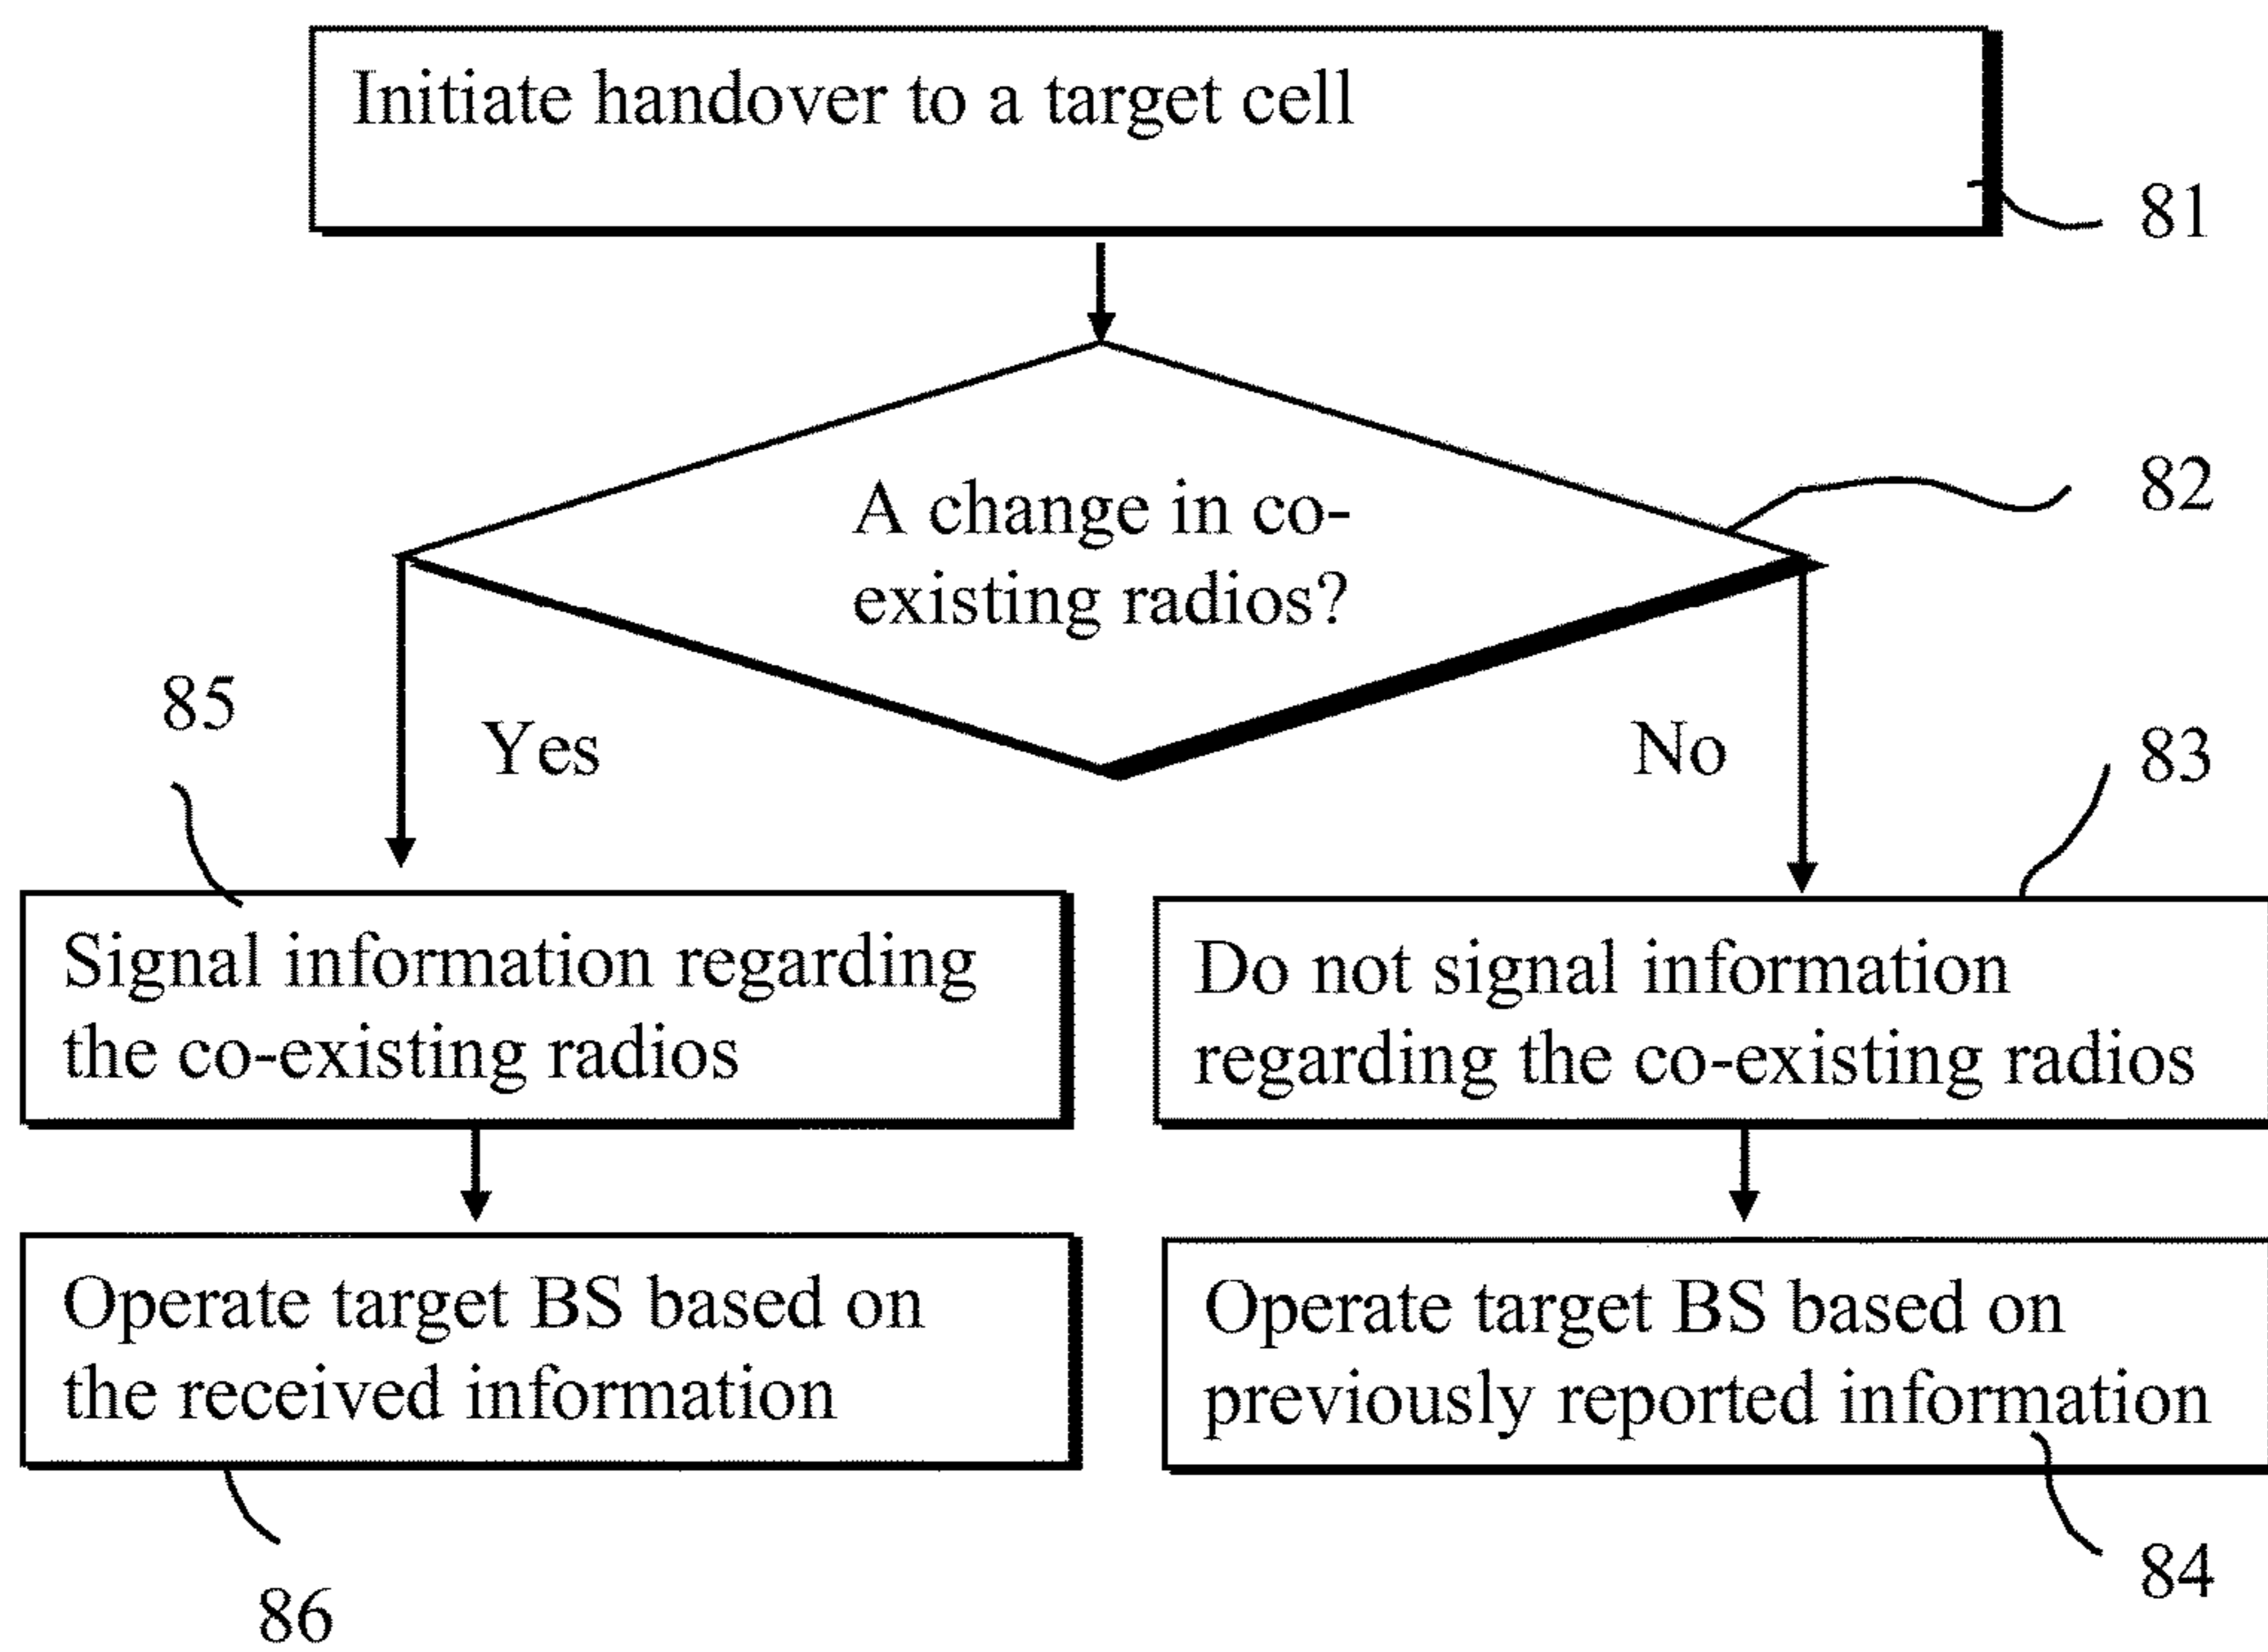 Initiate handover to a target cell
81
A change in co-
existing radios?
82
85
Yes
No
83
Signal information regarding
the co-existing radios
Do not signal information
regarding the co-existing radios
Operate target BS based on
the received information
Operate target BS based on
previously reported information
86
84